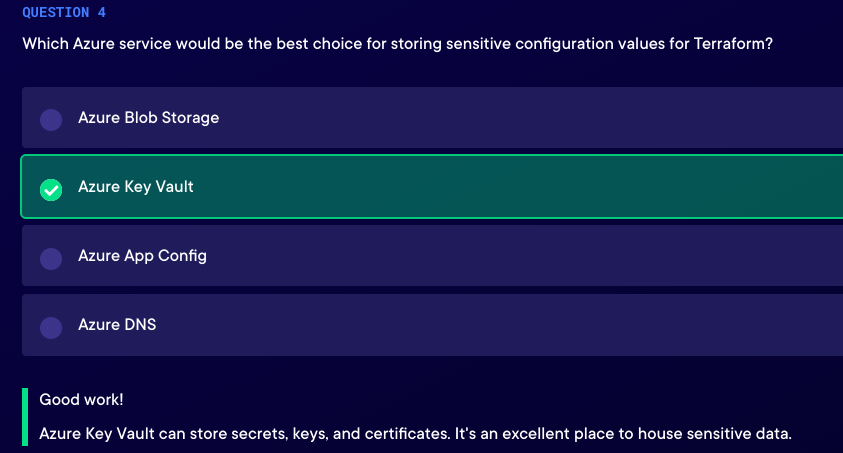 QUESTION 4
Which Azure service would be the best choice for storing sensitive configuration values for Terraform?
Azure Blob Storage
Azure Key Vault
Azure App Config
Azure DNS
Good work!
Azure Key Vault can store secrets, keys, and certificates. It's an excellent place to house sensitive data.